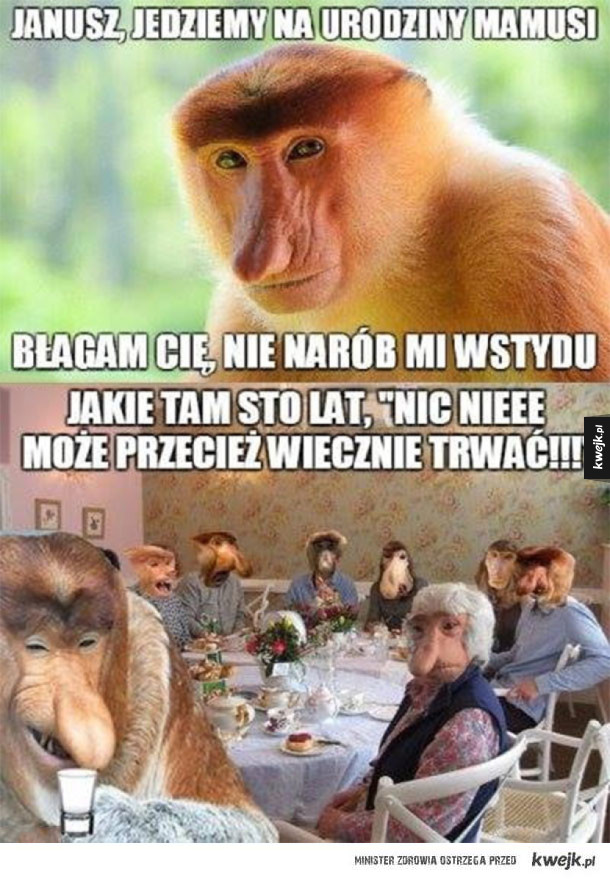 JANUSZ, JEDZIEMY NA URODZINY MAMUSI
BŁAGAM CIĘ, NIE NARÓB MI WSTYDU
JAKIE TAM STO LAT, "NIC NIEEE
MOŻE PRZECIEŻ WIECZNIE TRWAĆ!!!
kwejk.pl
MINISTER ZDROWIA OSTRZEGA PRZED kwejk.pl